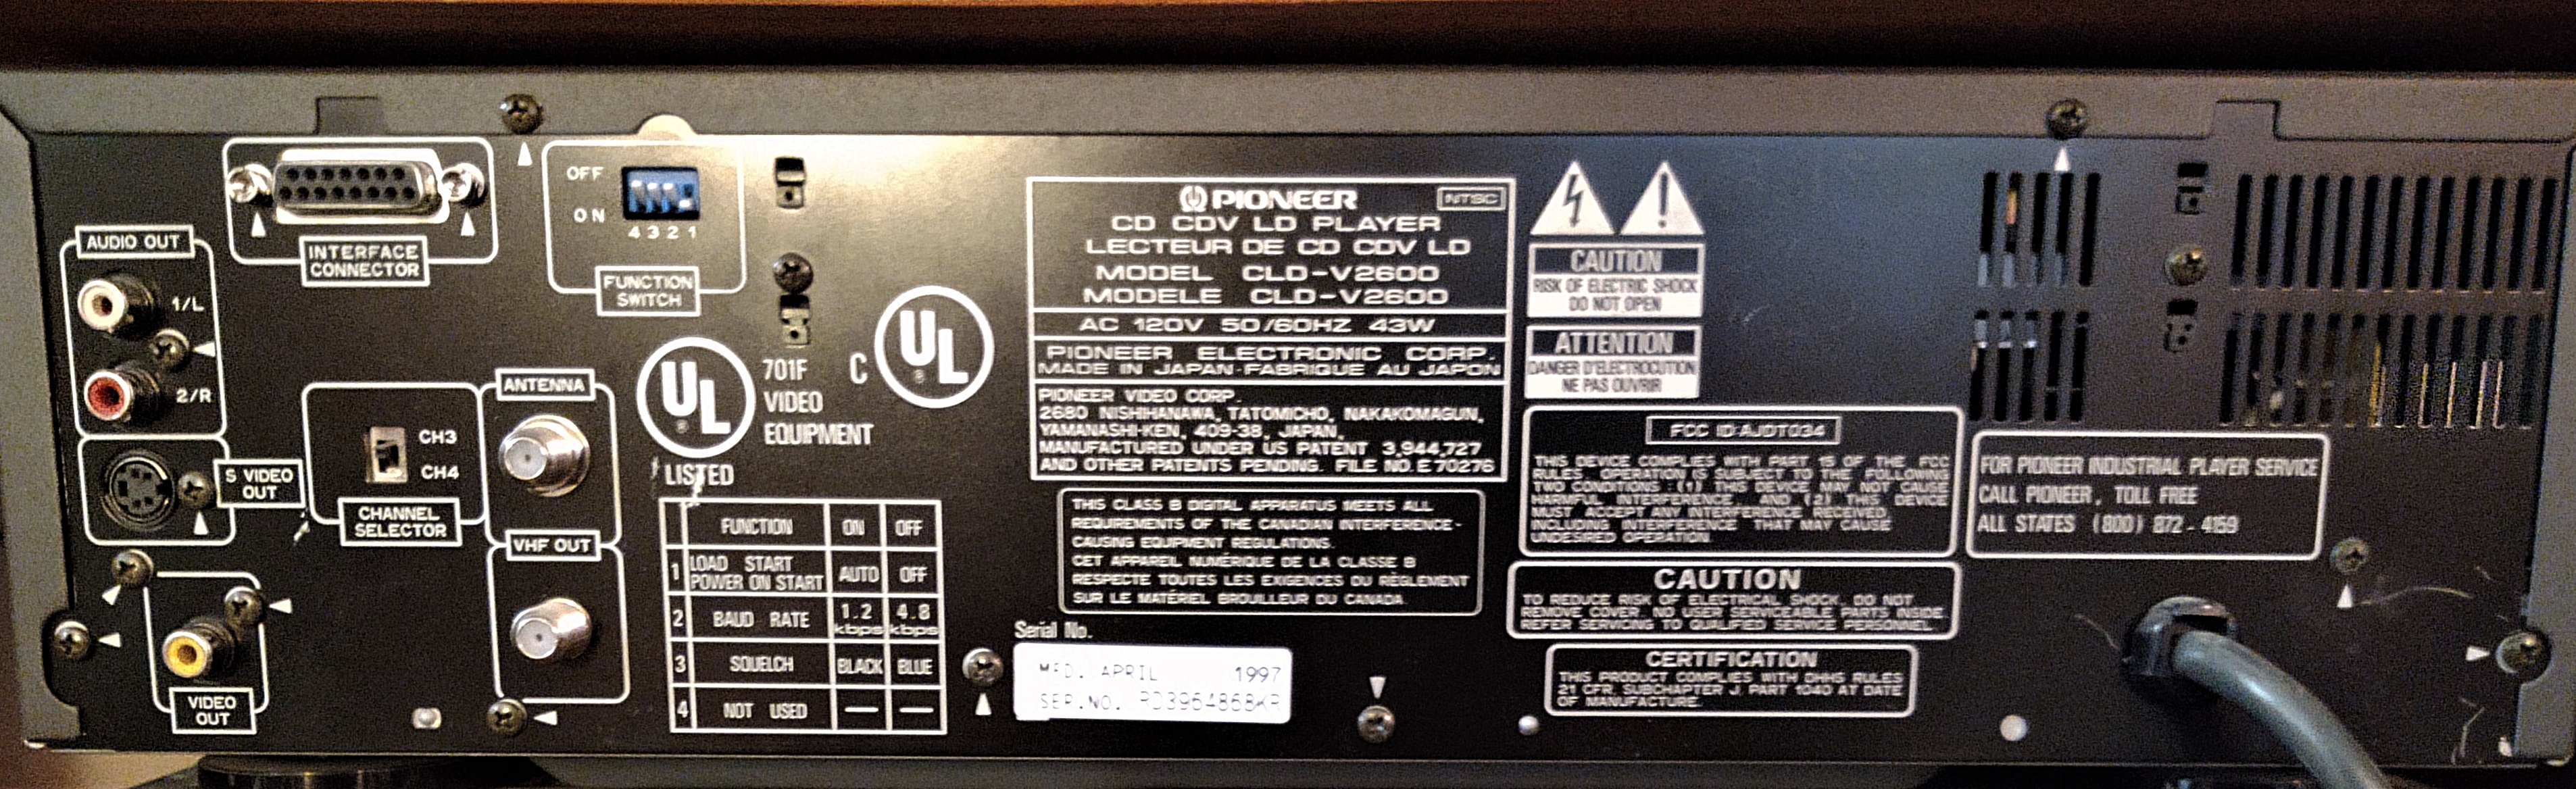 INTERFACE
CONNECTOR
OFF
ON
4 3 2 1
FUNCTION
SWITCH
AUDIO OUT
1/L
2/R
S VIDEO
OUT
CH3
CH4
CHANNEL
SELECTOR
ANTENNA
VHF OUT
VIDEO
OUT
UL
®
LISTED
701F
VIDEO
EQUIPMENT
C UL
®
FUNCTION ON OFF
1 LOAD START
POWER ON START AUTO OFF
2 BAUD RATE 1.2 kbps 4.8 kbps
3 SQUELCH BLACK BLUE
4 NOT USED — —
PIONEER NTSC
CD CDV LD PLAYER
LECTEUR DE CD CDV LD
MODEL CLD-V2600
MODELE CLD-V2600
AC 120V 50/60HZ 43W
PIONEER ELECTRONIC CORP.
MADE IN JAPAN·FABRIQUE AU JAPON
PIONEER VIDEO CORP.
2680 NISHIHANAWA, TATOMICHO, NAKAKOMAGUN,
YAMANASHI-KEN, 409-38, JAPAN,
MANUFACTURED UNDER US PATENT 3,944,727
AND OTHER PATENTS PENDING. FILE NO. E 70276
THIS CLASS B DIGITAL APPARATUS MEETS ALL
REQUIREMENTS OF THE CANADIAN INTERFERENCE-
CAUSING EQUIPMENT REGULATIONS.
CET APPAREIL NUMÉRIQUE DE LA CLASSE B
RESPECTE TOUTES LES EXIGENCES DU RÈGLEMENT
SUR LE MATÉRIEL BROUILLEUR DU CANADA.
Serial No.
MFD. APRIL 1997
SER.NO.
CAUTION
RISK OF ELECTRIC SHOCK
DO NOT OPEN
ATTENTION
DANGER D'ELECTROCUTION
NE PAS OUVRIR
FCC ID:AJDT034
THIS DEVICE COMPLIES WITH PART 15 OF THE FCC
RULES. OPERATION IS SUBJECT TO THE FOLLOWING
TWO CONDITIONS : (1) THIS DEVICE MAY NOT CAUSE
HARMFUL INTERFERENCE, AND (2) THIS DEVICE
MUST ACCEPT ANY INTERFERENCE RECEIVED,
INCLUDING INTERFERENCE THAT MAY CAUSE
UNDESIRED OPERATION.
CAUTION
TO REDUCE RISK OF ELECTRICAL SHOCK, DO NOT
REMOVE COVER. NO USER SERVICEABLE PARTS INSIDE.
REFER SERVICING TO QUALIFIED SERVICE PERSONNEL.
CERTIFICATION
THIS PRODUCT COMPLIES WITH DHHS RULES
21 CFR, SUBCHAPTER J, PART 1040 AT DATE
OF MANUFACTURE.
FOR PIONEER INDUSTRIAL PLAYER SERVICE
CALL PIONEER, TOLL FREE
ALL STATES (800) 872-4159